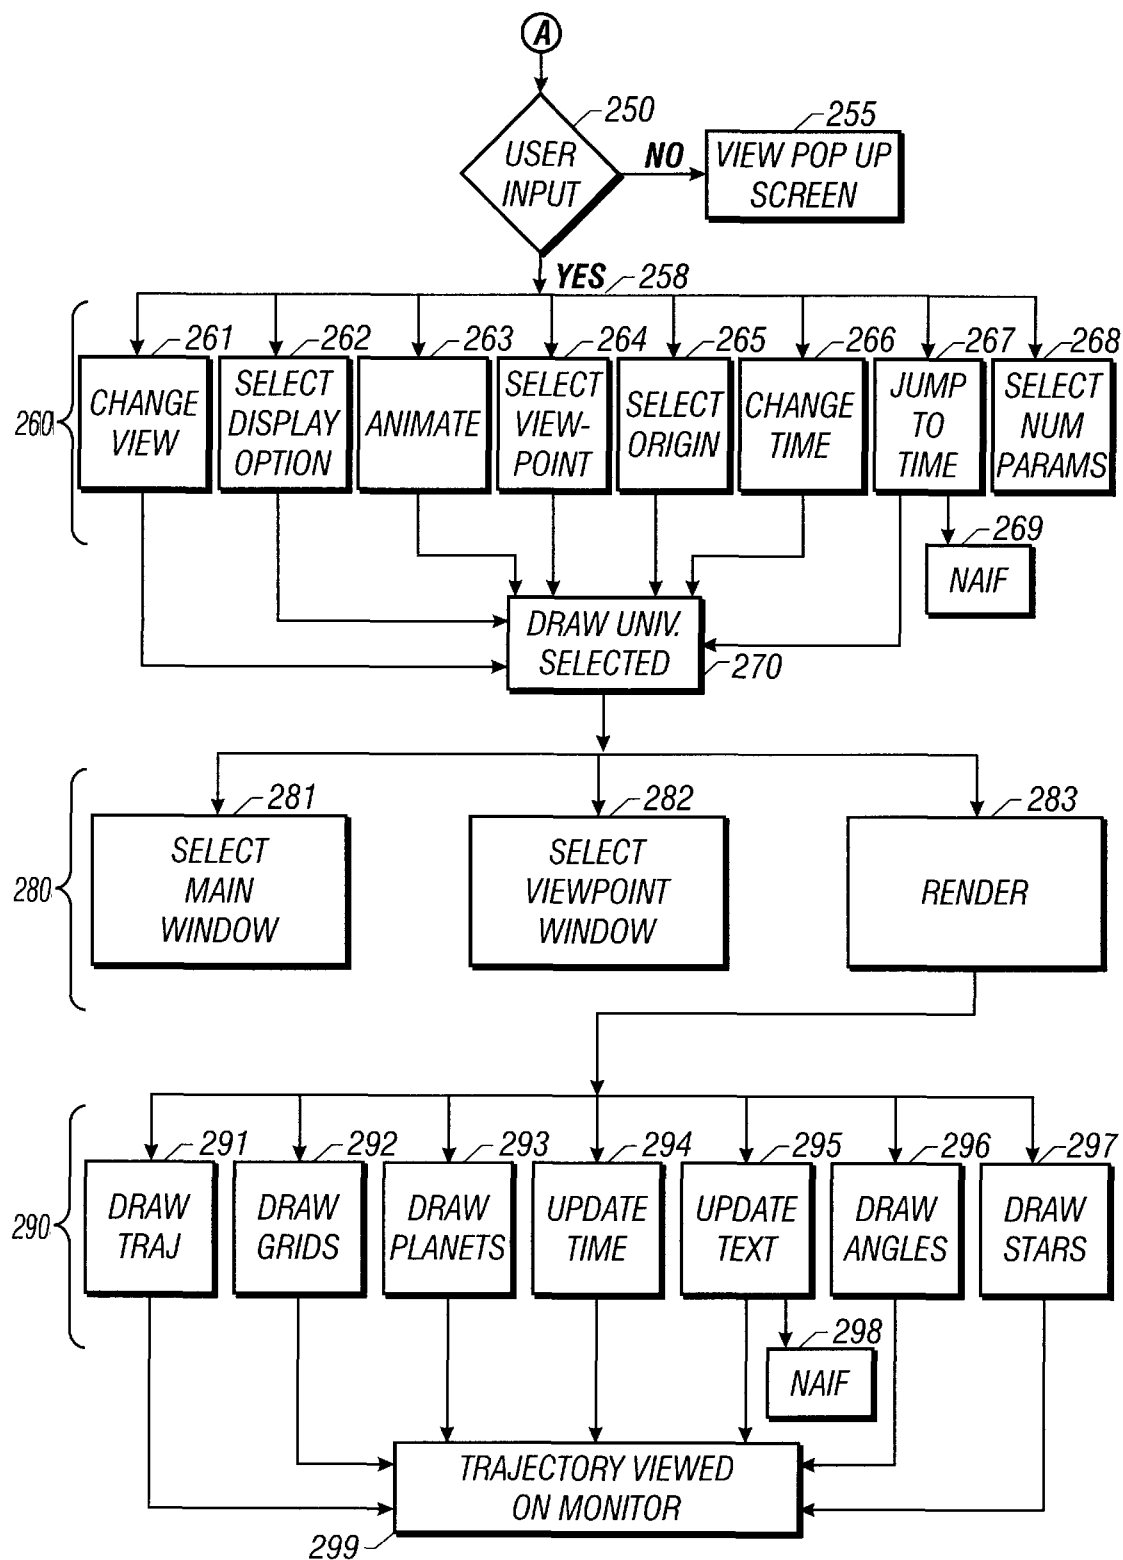 A
250
255
USER
INPUT
NO
VIEW POP UP
SCREEN
YES
258
260
261
262
263
264
265
266
267
268
CHANGE
VIEW
SELECT
DISPLAY
OPTION
ANIMATE
SELECT
VIEW-
POINT
SELECT
ORIGIN
CHANGE
TIME
JUMP
TO
TIME
SELECT
NUM
PARAMS
269
NAIF
DRAW UNIV.
SELECTED
270
280
281
282
283
SELECT
MAIN
WINDOW
SELECT
VIEWPOINT
WINDOW
RENDER
290
291
292
293
294
295
296
297
DRAW
TRAJ
DRAW
GRIDS
DRAW
PLANETS
UPDATE
TIME
UPDATE
TEXT
DRAW
ANGLES
DRAW
STARS
298
NAIF
TRAJECTORY VIEWED
ON MONITOR
299